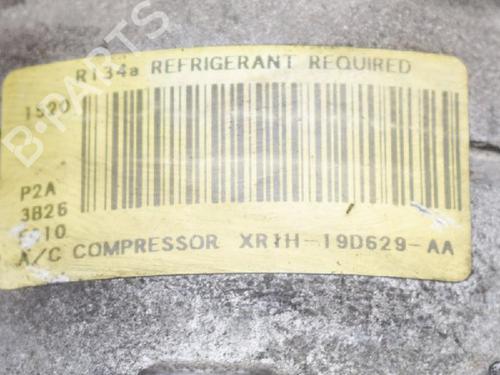 R134a REFRIGERANT REQUIRED
1520
P2A
3B26
A/C COMPRESSOR XR1H-19D629-AA
B-PARTS